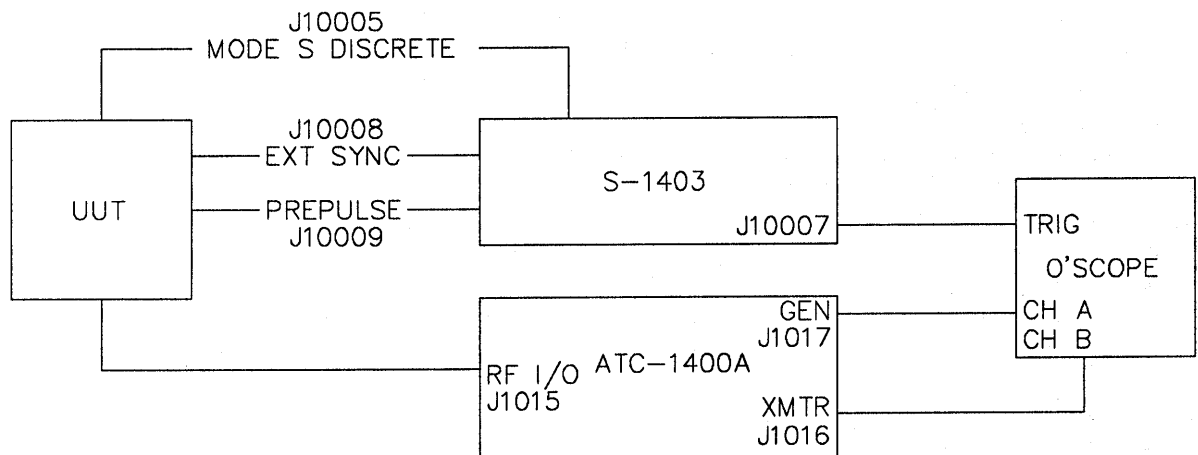 J10005
MODE S DISCRETE
J10008
EXT SYNC
UUT
PREPULSE
J10009
S-1403
J10007
TRIG
O'SCOPE
CH A
CH B
GEN
J1017
ATC-1400A
RF I/O
J1015
XMTR
J1016